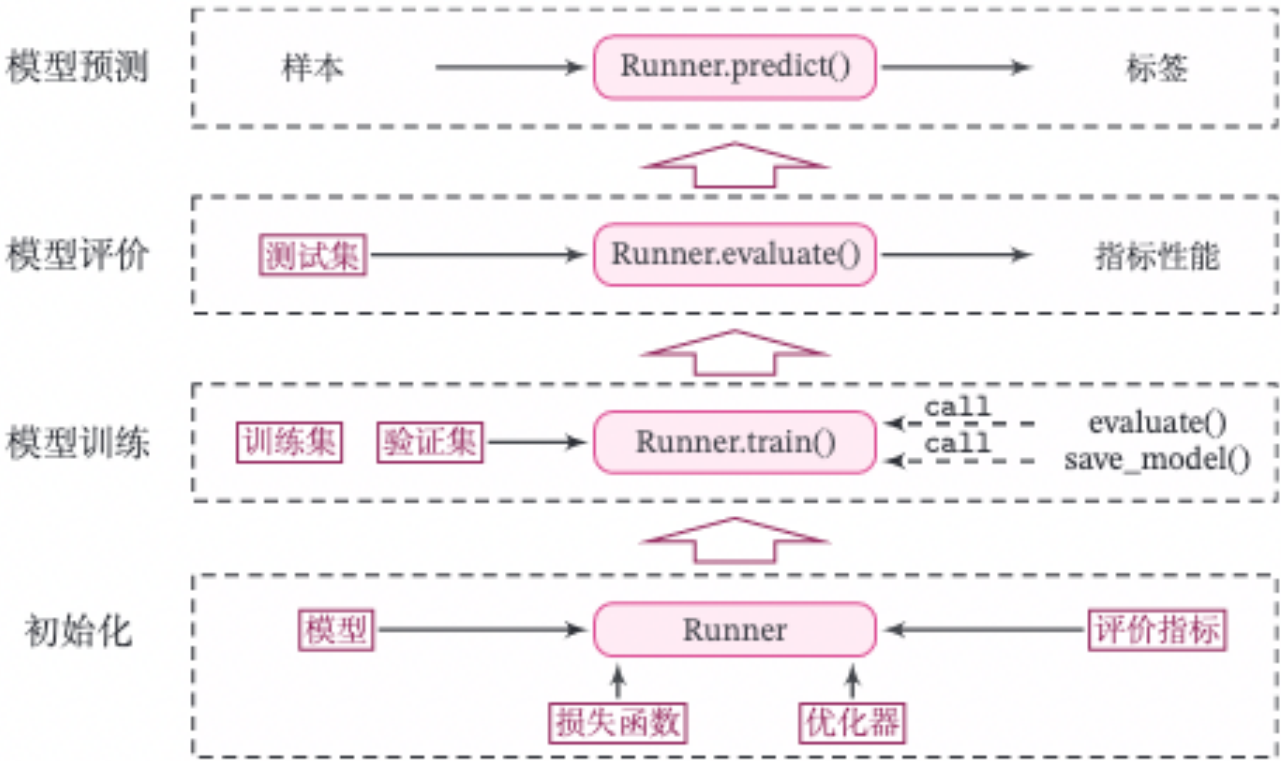 模型预测
样本
Runner.predict()
标签
模型评价
测试集
Runner.evaluate()
指标性能
模型训练
训练集
验证集
Runner.train()
call
evaluate()
call
save_model()
初始化
模型
Runner
评价指标
损失函数
优化器